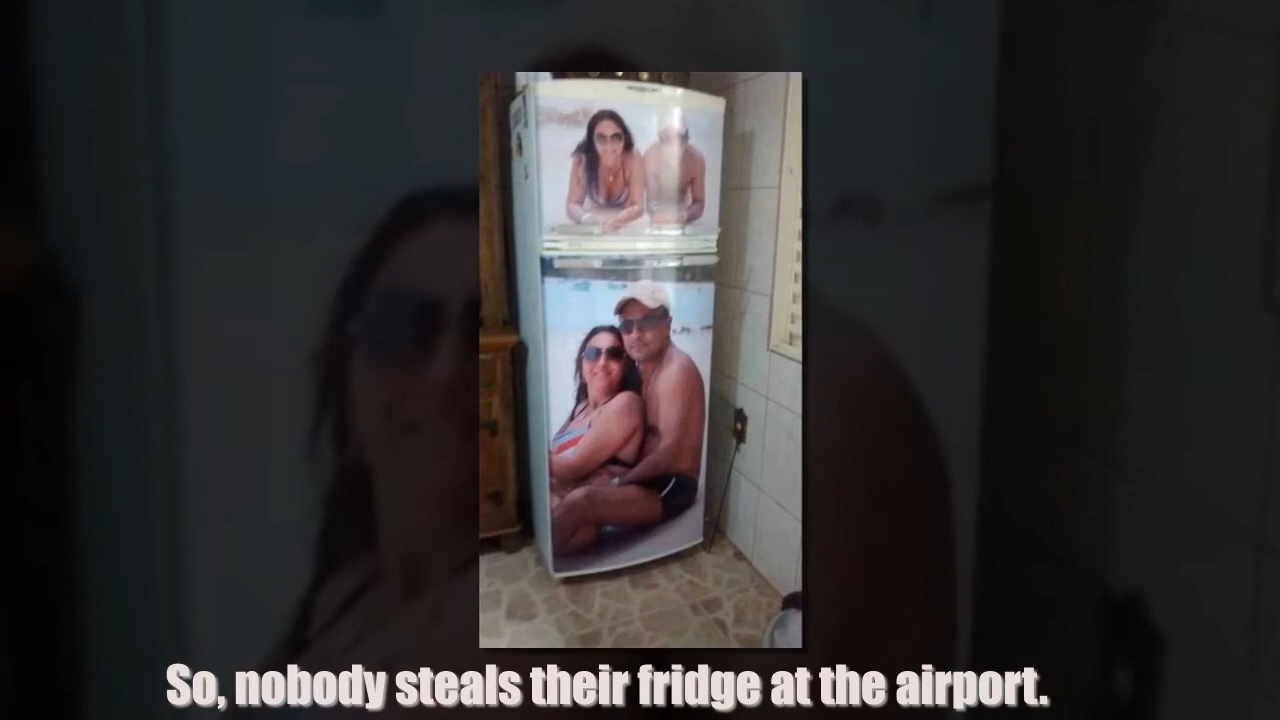 So, nobody steals their fridge at the airport.